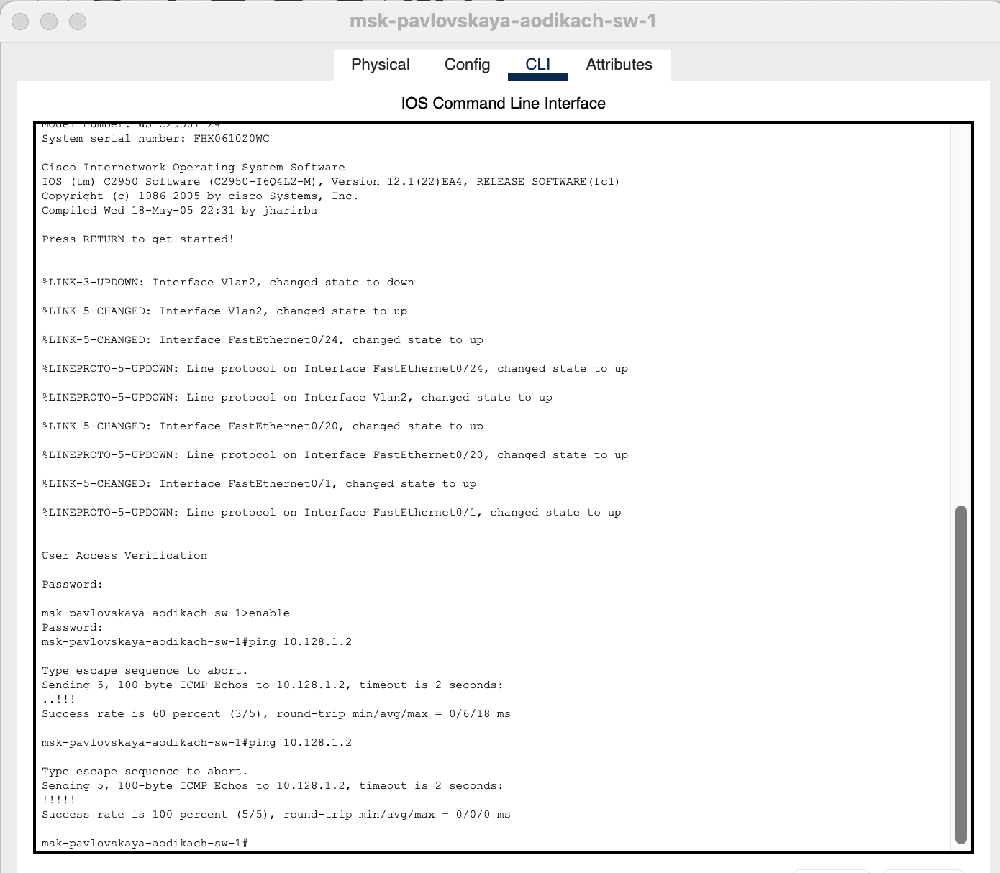 msk-pavlovskaya-aodikach-sw-1
Physical Config CLI Attributes
IOS Command Line Interface
Model number: WS-C2950T-24
System serial number: FHK0610Z0WC
Cisco Internetwork Operating System Software
IOS (tm) C2950 Software (C2950-I6Q4L2-M), Version 12.1(22)EA4, RELEASE SOFTWARE(fc1)
Copyright (c) 1986-2005 by cisco Systems, Inc.
Compiled Wed 18-May-05 22:31 by jharirba
Press RETURN to get started!
%LINK-3-UPDOWN: Interface Vlan2, changed state to down
%LINK-5-CHANGED: Interface Vlan2, changed state to up
%LINK-5-CHANGED: Interface FastEthernet0/24, changed state to up
%LINEPROTO-5-UPDOWN: Line protocol on Interface FastEthernet0/24, changed state to up
%LINEPROTO-5-UPDOWN: Line protocol on Interface Vlan2, changed state to up
%LINK-5-CHANGED: Interface FastEthernet0/20, changed state to up
%LINEPROTO-5-UPDOWN: Line protocol on Interface FastEthernet0/20, changed state to up
%LINK-5-CHANGED: Interface FastEthernet0/1, changed state to up
%LINEPROTO-5-UPDOWN: Line protocol on Interface FastEthernet0/1, changed state to up
User Access Verification
Password:
msk-pavlovskaya-aodikach-sw-1>enable
Password:
msk-pavlovskaya-aodikach-sw-1#ping 10.128.1.2
Type escape sequence to abort.
Sending 5, 100-byte ICMP Echos to 10.128.1.2, timeout is 2 seconds:
..!!!
Success rate is 60 percent (3/5), round-trip min/avg/max = 0/6/18 ms
msk-pavlovskaya-aodikach-sw-1#ping 10.128.1.2
Type escape sequence to abort.
Sending 5, 100-byte ICMP Echos to 10.128.1.2, timeout is 2 seconds:
!!!!!
Success rate is 100 percent (5/5), round-trip min/avg/max = 0/0/0 ms
msk-pavlovskaya-aodikach-sw-1#